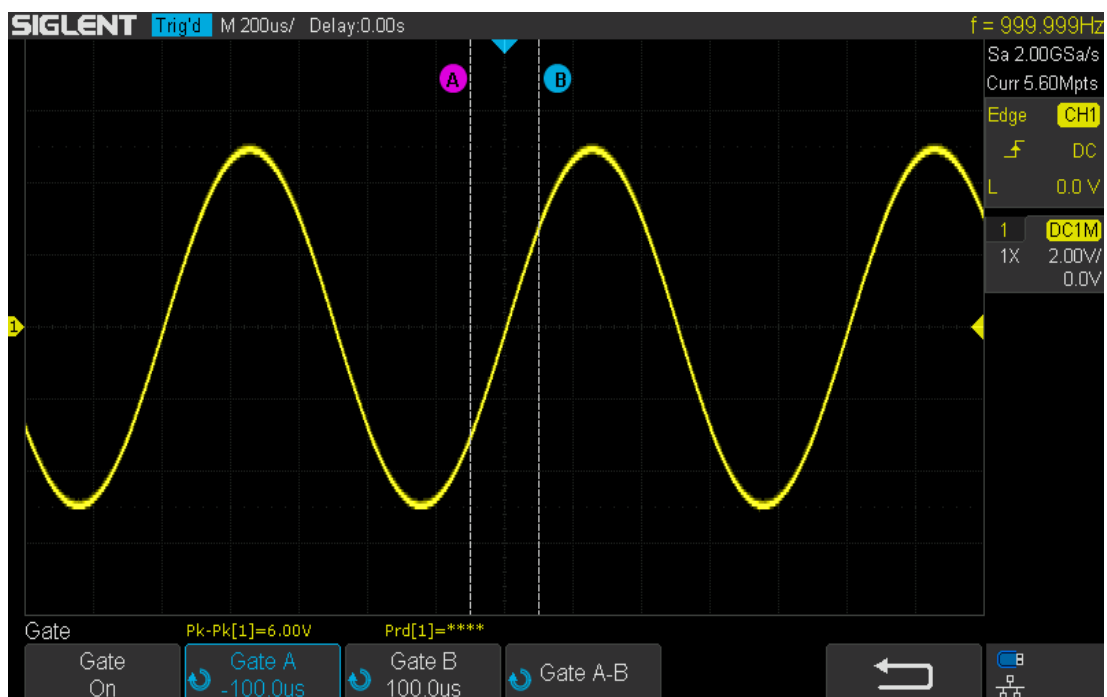 SIGLENT Trig'd M 200us/ Delay:0.00s f = 999.999Hz
Sa 2.00GSa/s
Curr 5.60Mpts
A B
Edge CH1
DC
L 0.0 V
1 DC1M
1X 2.00V/
0.0V
1
Gate Pk-Pk[1]=6.00V Prd[1]=****
Gate Gate A Gate B Gate A-B
On -100.0us 100.0us